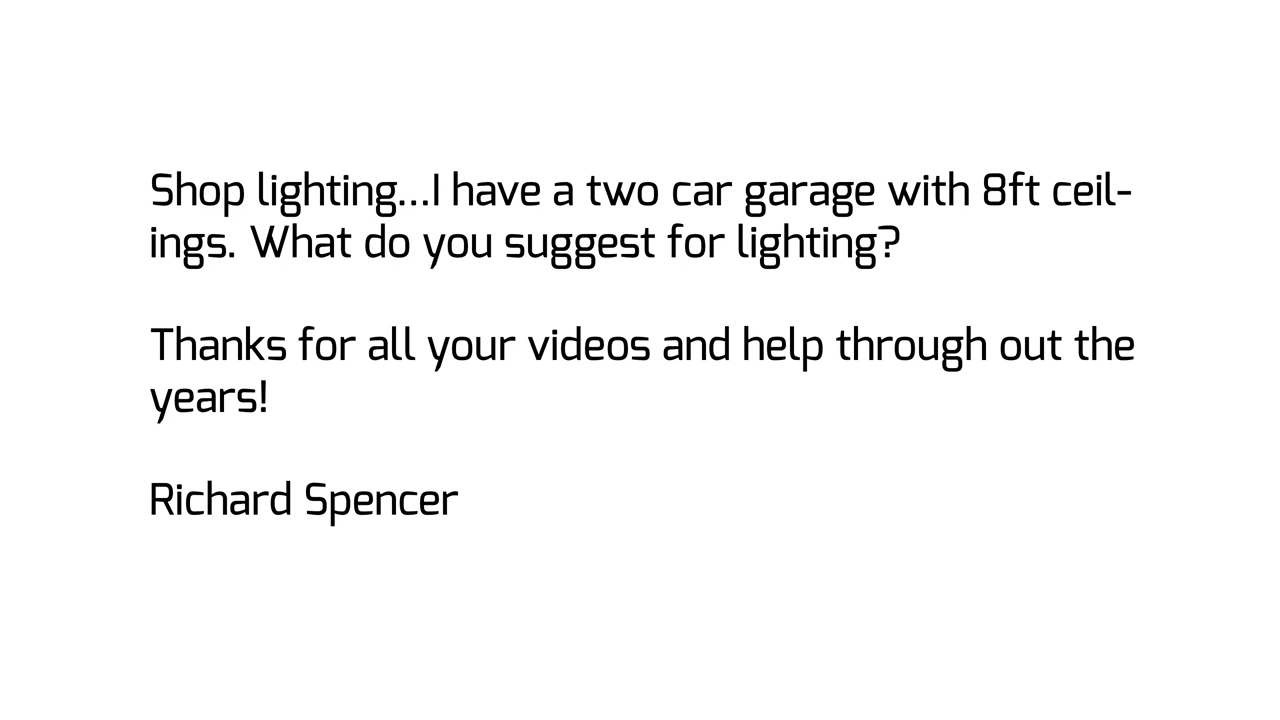 Shop lighting...I have a two car garage with 8ft ceil-
ings. What do you suggest for lighting?
Thanks for all your videos and help through out the
years!
Richard Spencer